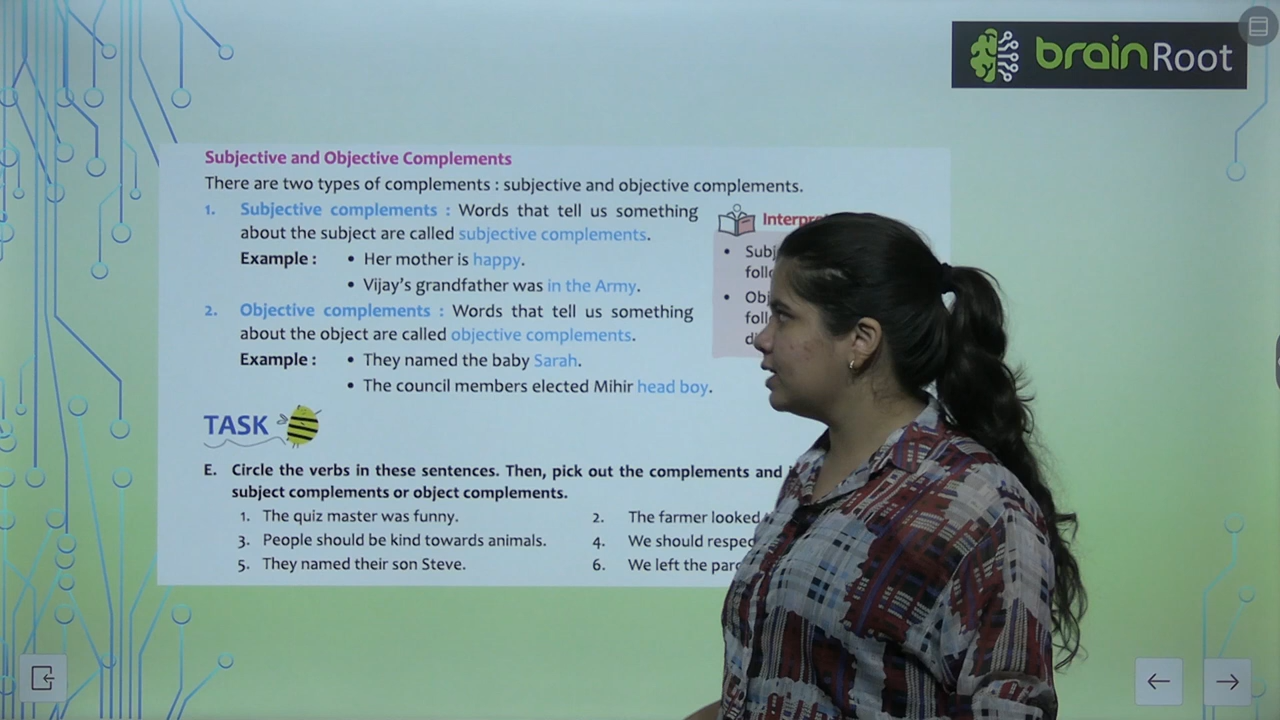 brainRoot
Subjective and Objective Complements
There are two types of complements : subjective and objective complements.
1. Subjective complements : Words that tell us something
about the subject are called subjective complements.
Example : • Her mother is happy.
• Vijay's grandfather was in the Army.
2. Objective complements : Words that tell us something
about the object are called objective complements.
Example : • They named the baby Sarah.
• The council members elected Mihir head boy.
TASK
E. Circle the verbs in these sentences. Then, pick out the complements and
subject complements or object complements.
1. The quiz master was funny.
2. The farmer looked
3. People should be kind towards animals.
4. We should
5. They named their son Steve.
6. We left the